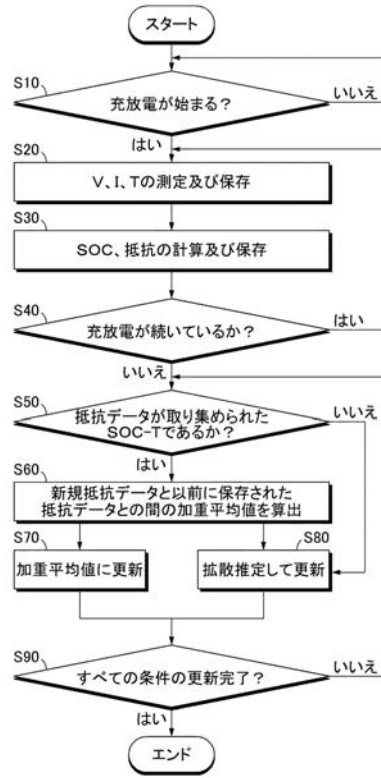 スタート
S10
充放電が始まる?
いいえ
はい
S20
V、I、Tの測定及び保存
S30
SOC、抵抗の計算及び保存
S40
充放電が続いているか?
はい
いいえ
S50
抵抗データが取り集められた
SOC-Tであるか?
いいえ
はい
S60
新規抵抗データと以前に保存された
抵抗データとの間の加重平均値を算出
S70
S80
加重平均値に更新
拡散推定して更新
S90
すべての条件の更新完了?
いいえ
はい
エンド